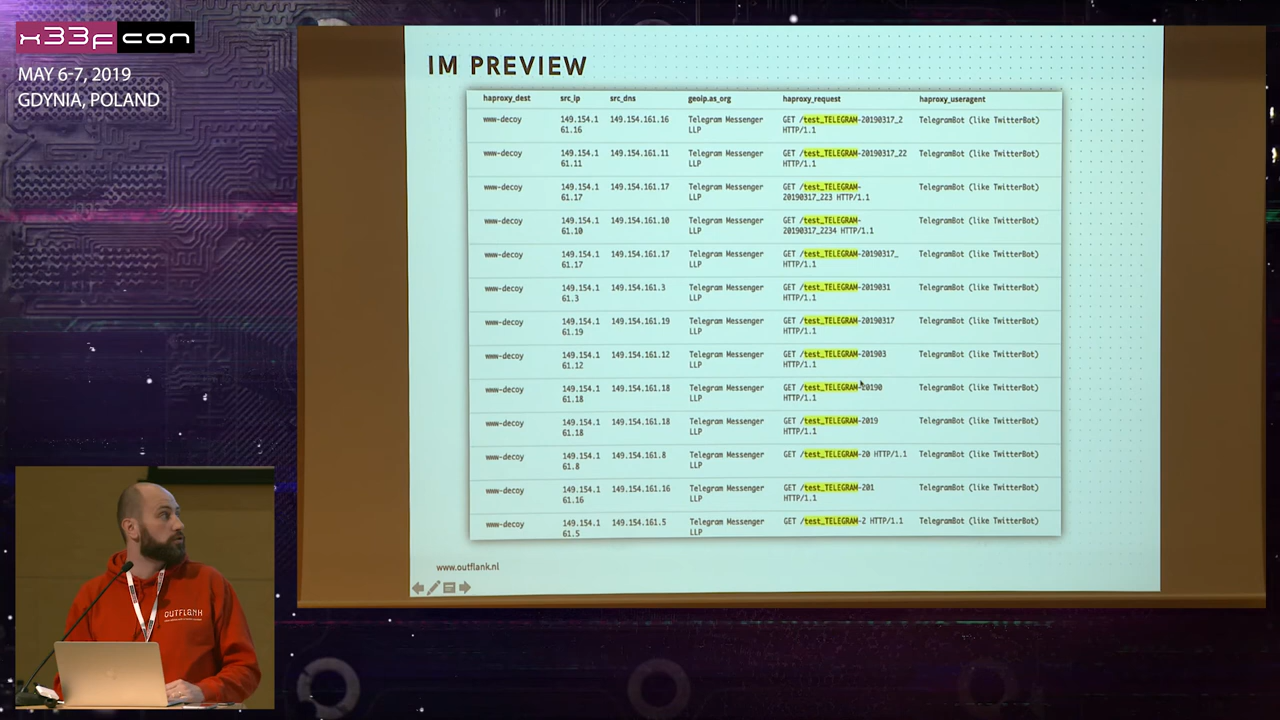 x33fcon
MAY 6-7, 2019
GDYNIA, POLAND
IM PREVIEW
haproxy_dest src_ip src_dns geoip.as_org haproxy_request haproxy_useragent
www-decoy 149.154.1 149.154.161.16 Telegram Messenger GET /test_TELEGRAM-20190317_2 TelegramBot (like TwitterBot)
61.16 LLP HTTP/1.1
www-decoy 149.154.1 149.154.161.11 Telegram Messenger GET /test_TELEGRAM-20190317_22 TelegramBot (like TwitterBot)
61.11 LLP HTTP/1.1
www-decoy 149.154.1 149.154.161.17 Telegram Messenger GET /test_TELEGRAM- TelegramBot (like TwitterBot)
61.17 LLP 20190317_223 HTTP/1.1
www-decoy 149.154.1 149.154.161.10 Telegram Messenger GET /test_TELEGRAM- TelegramBot (like TwitterBot)
61.10 LLP 20190317_2234 HTTP/1.1
www-decoy 149.154.1 149.154.161.17 Telegram Messenger GET /test_TELEGRAM-20190317_ TelegramBot (like TwitterBot)
61.17 LLP HTTP/1.1
www-decoy 149.154.1 149.154.161.3 Telegram Messenger GET /test_TELEGRAM-2019031 TelegramBot (like TwitterBot)
61.3 LLP HTTP/1.1
www-decoy 149.154.1 149.154.161.19 Telegram Messenger GET /test_TELEGRAM-20190317 TelegramBot (like TwitterBot)
61.19 LLP HTTP/1.1
www-decoy 149.154.1 149.154.161.12 Telegram Messenger GET /test_TELEGRAM-201903 TelegramBot (like TwitterBot)
61.12 LLP HTTP/1.1
www-decoy 149.154.1 149.154.161.18 Telegram Messenger GET /test_TELEGRAM-20190 TelegramBot (like TwitterBot)
61.18 LLP HTTP/1.1
www-decoy 149.154.1 149.154.161.18 Telegram Messenger GET /test_TELEGRAM-2019 TelegramBot (like TwitterBot)
61.18 LLP HTTP/1.1
www-decoy 149.154.1 149.154.161.8 Telegram Messenger GET /test_TELEGRAM-20 HTTP/1.1 TelegramBot (like TwitterBot)
61.8 LLP
www-decoy 149.154.1 149.154.161.16 Telegram Messenger GET /test_TELEGRAM-201 TelegramBot (like TwitterBot)
61.16 LLP HTTP/1.1
www-decoy 149.154.1 149.154.161.5 Telegram Messenger GET /test_TELEGRAM-2 HTTP/1.1 TelegramBot (like TwitterBot)
61.5 LLP
www.outflank.nl
OUTFLANK